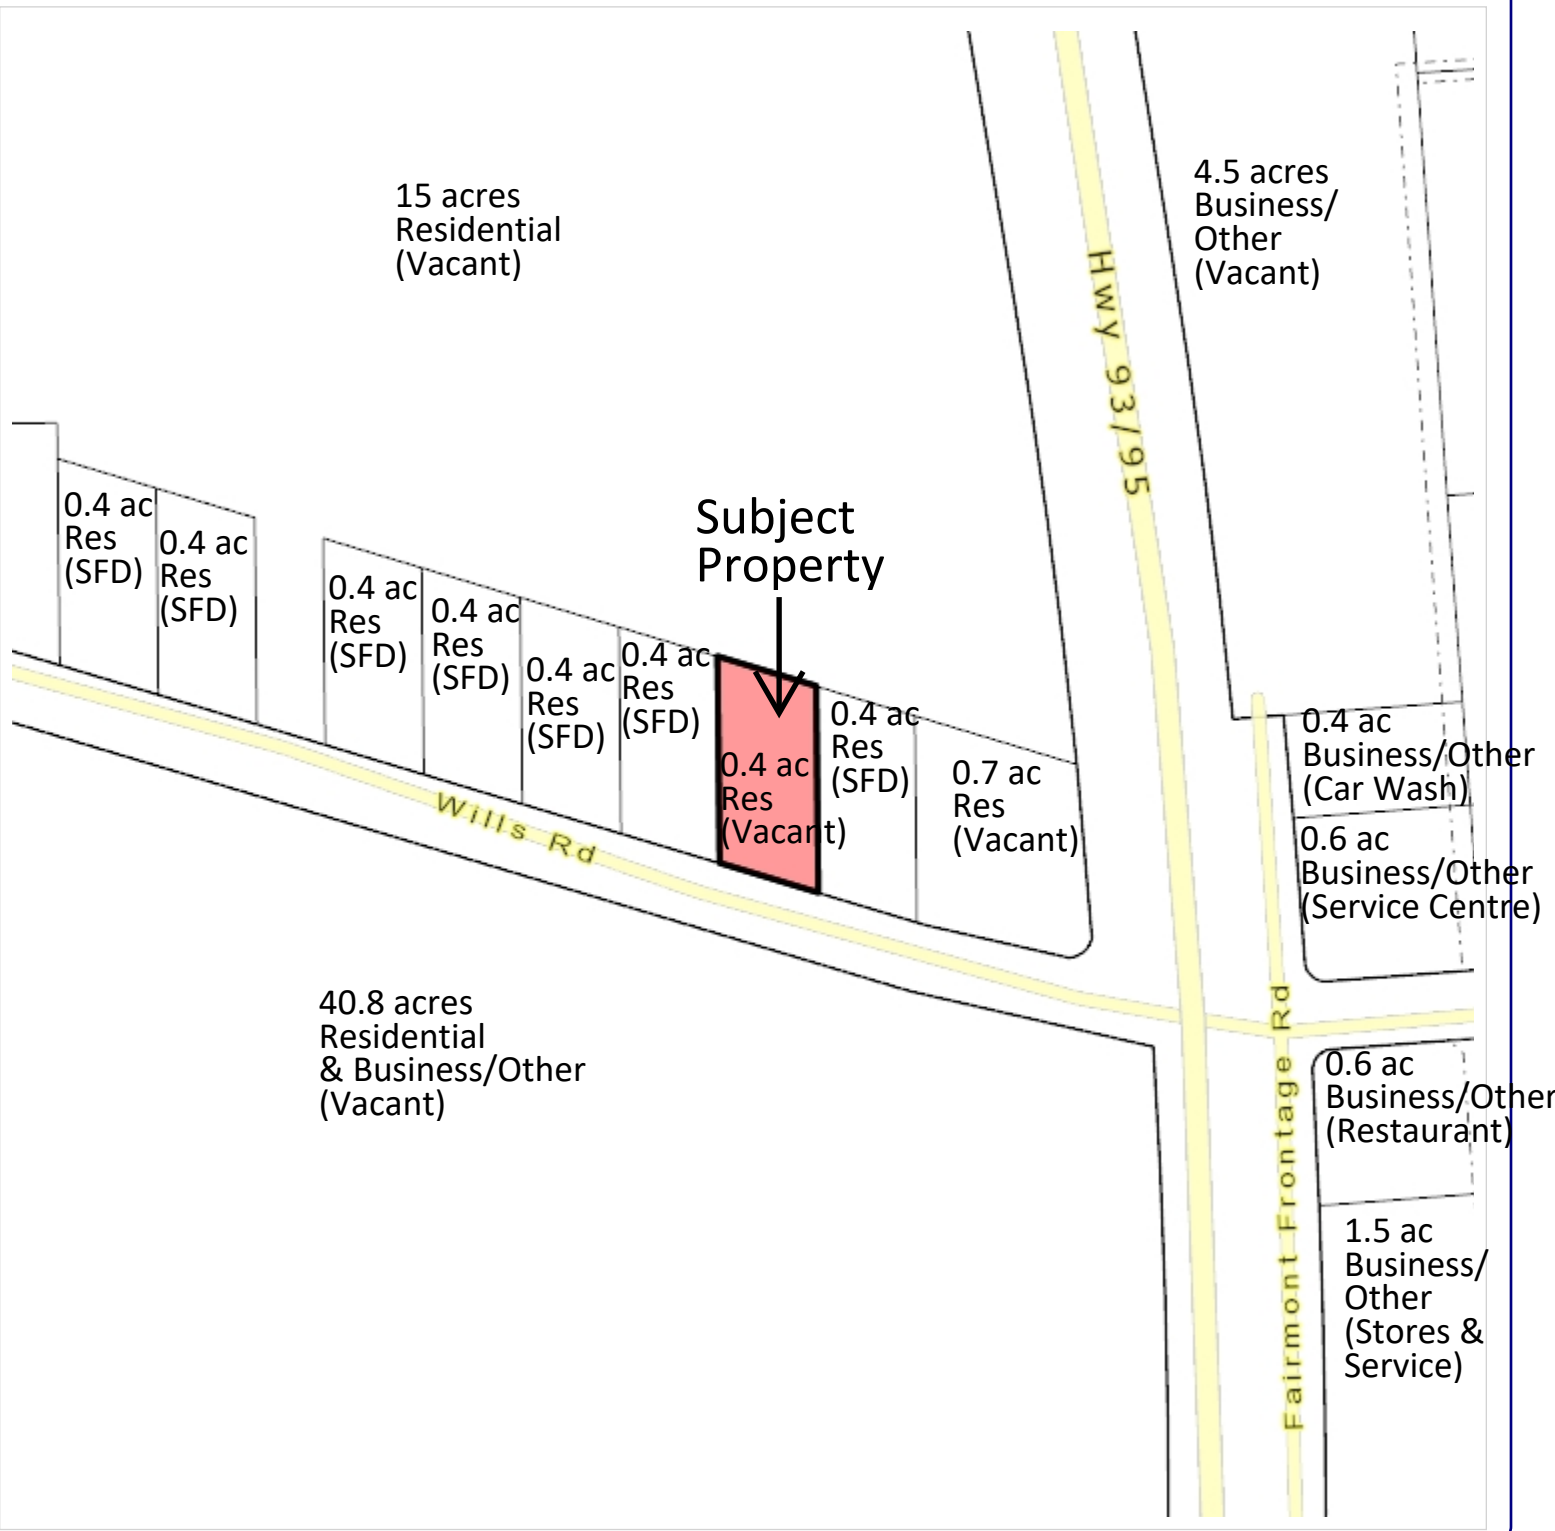 15 acres
Residential
(Vacant)
4.5 acres
Business/
Other
(Vacant)
Hwy 93/95
0.4 ac
Res
(SFD)
0.4 ac
Res
(SFD)
0.4 ac
Res
(SFD)
0.4 ac
Res
(SFD)
0.4 ac
Res
(SFD)
0.4 ac
Res
(SFD)
Subject
Property
0.4 ac
Res
(Vacant)
0.4 ac
Res
(SFD)
0.7 ac
Res
(Vacant)
0.4 ac
Business/Other
(Car Wash)
0.6 ac
Business/Other
(Service Centre)
Wills Rd
40.8 acres
Residential
& Business/Other
(Vacant)
Fairmont Frontage Rd
0.6 ac
Business/Other
(Restaurant)
1.5 ac
Business/
Other
(Stores &
Service)